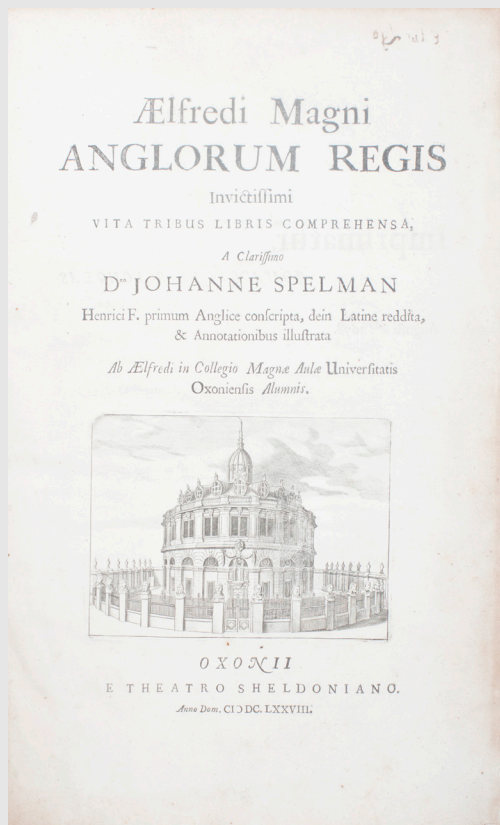 Ælfredi Magni
ANGLORUM REGIS
Invictissimi
VITA TRIBUS LIBRIS COMPREHENSA,
A Clarissimo
Dno JOHANNE SPELMAN
Henrici F. primum Anglice conscripta, dein Latine reddita,
& Annotationibus illustrata
Ab Ælfredi in Collegio Magnæ Aulæ Universitatis
Oxoniensis Alumnis.
OXONII
E THEATRO SHELDONIANO.
Anno Dom. CIↃ DC. LXXVIII.